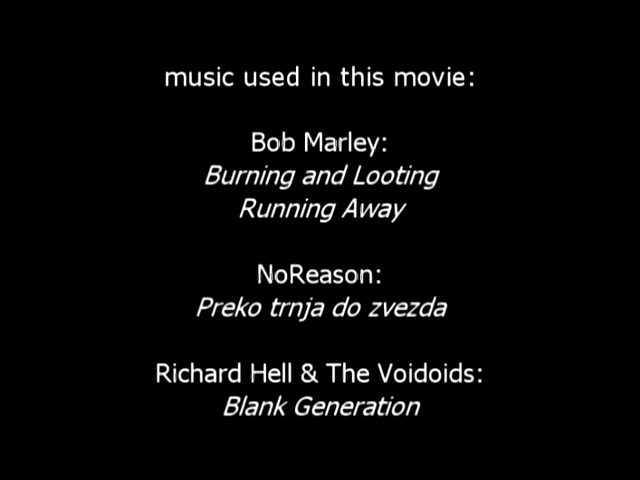 music used in this movie:
Bob Marley:
Burning and Looting
Running Away
NoReason:
Preko trnja do zvezda
Richard Hell & The Voidoids:
Blank Generation